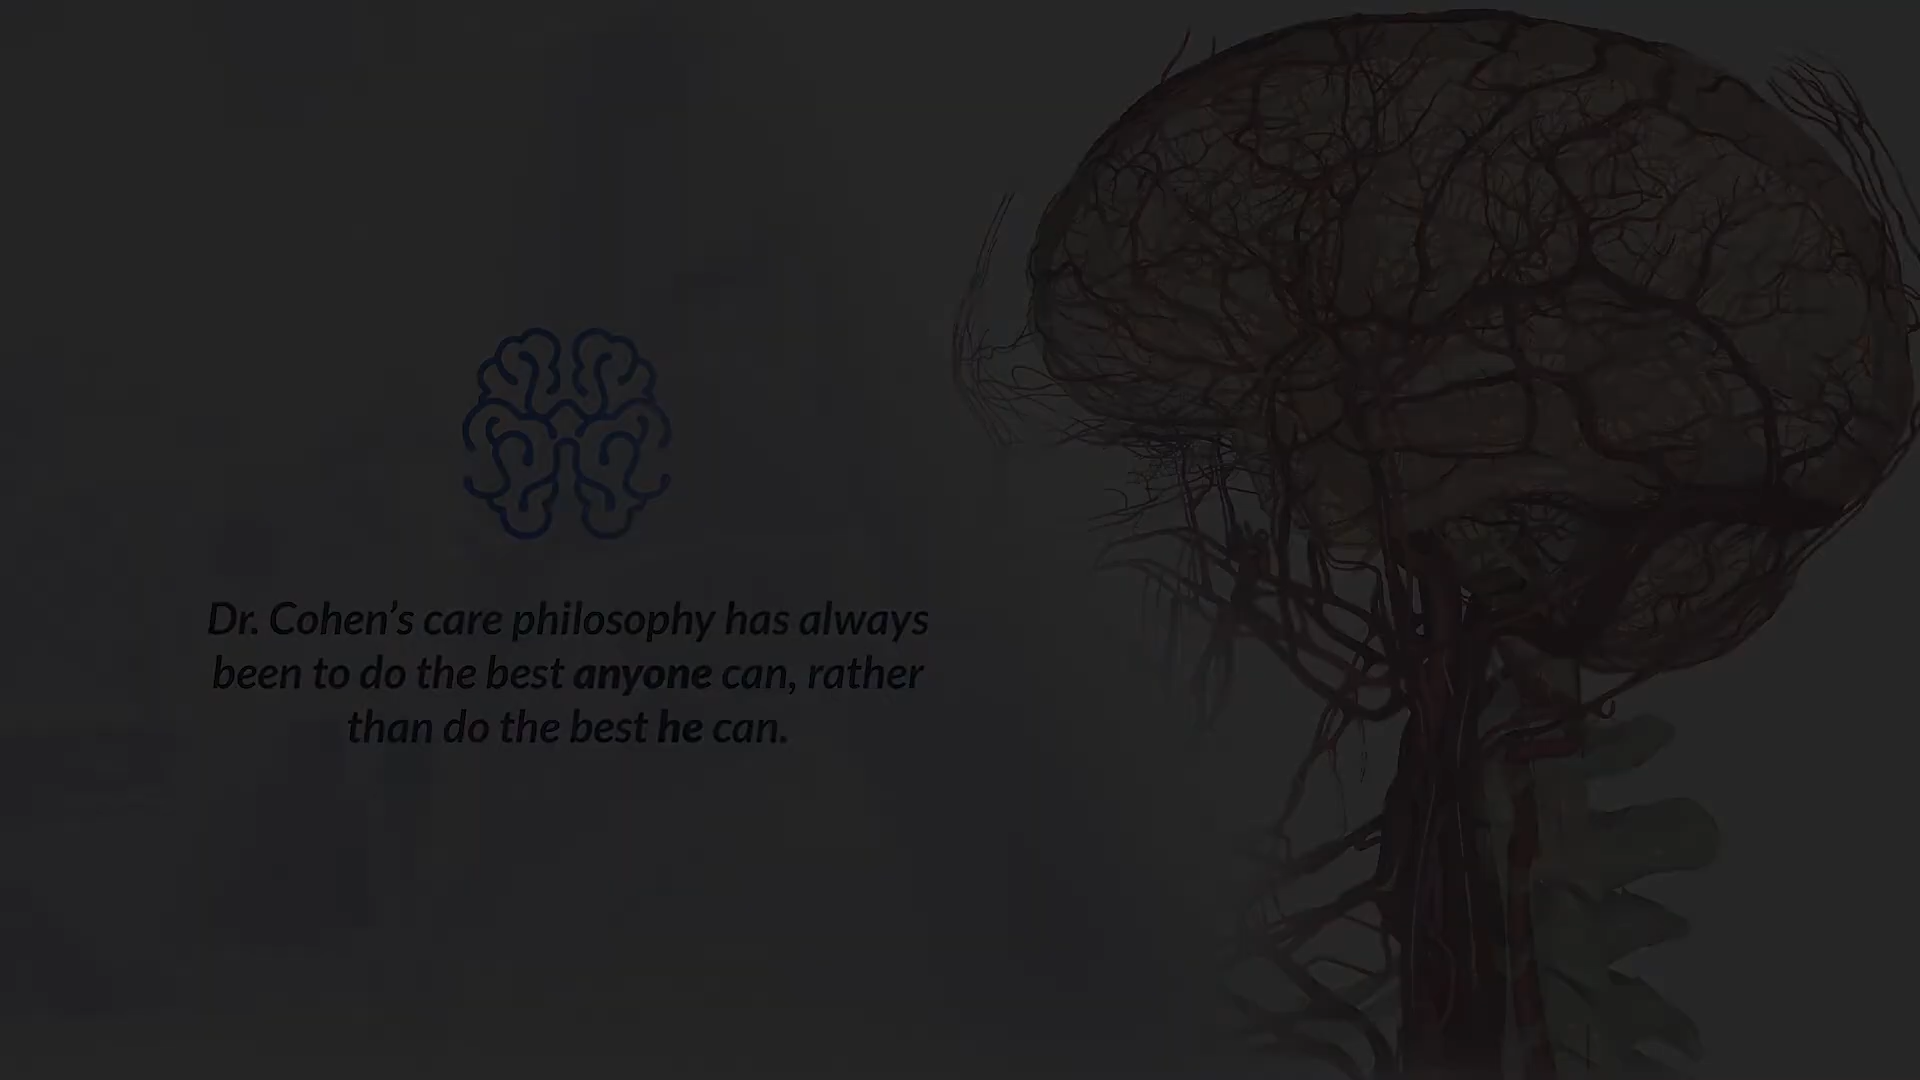 Dr. Cohen’s care philosophy has always
been to do the best anyone can, rather
than do the best he can.